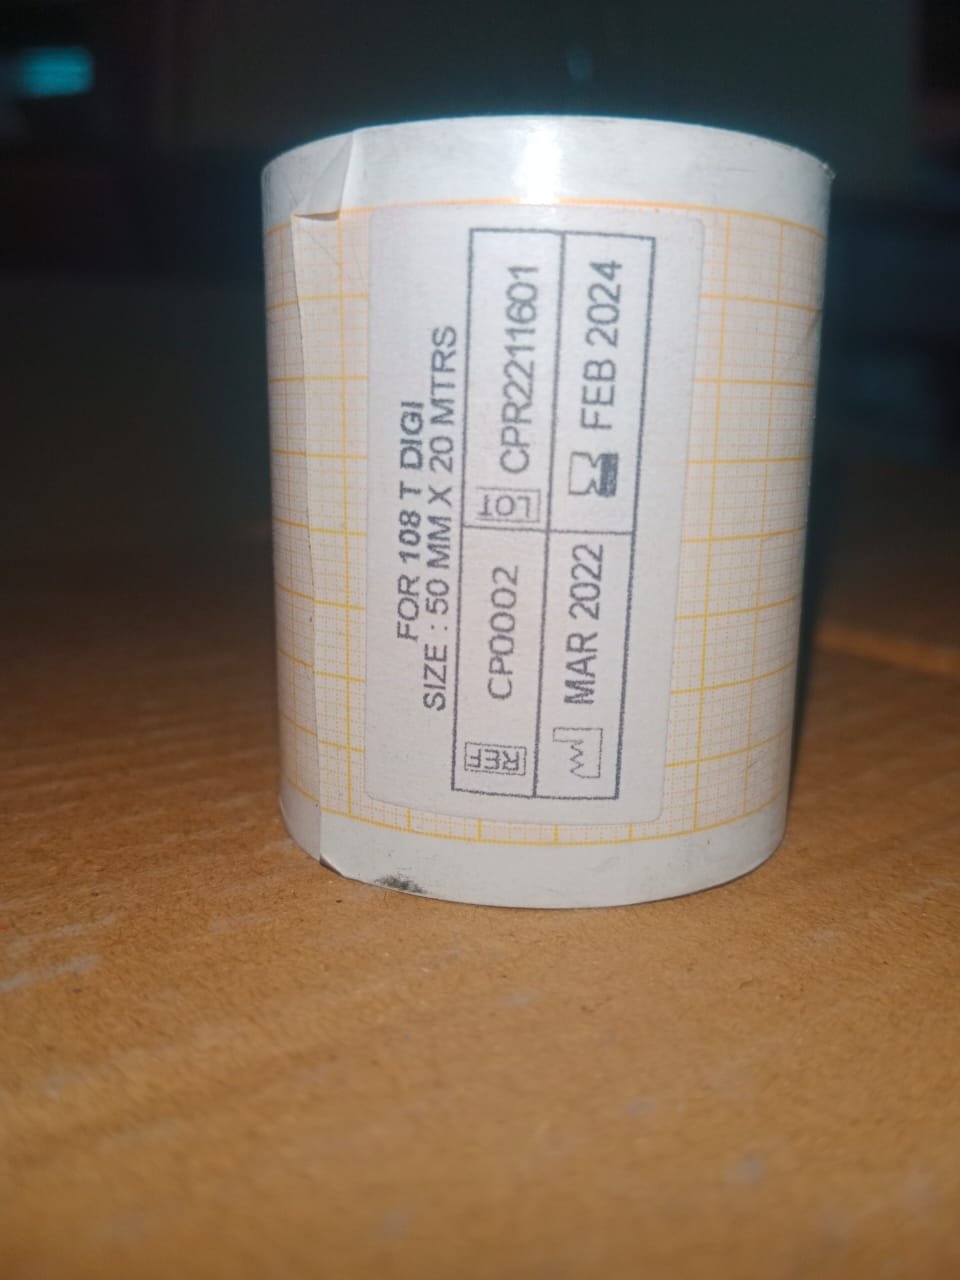 FOR 108 T DIGI
SIZE : 50 MM X 20 MTRS
REF CP0002 LOT CPR2211601
MAR 2022 FEB 2024